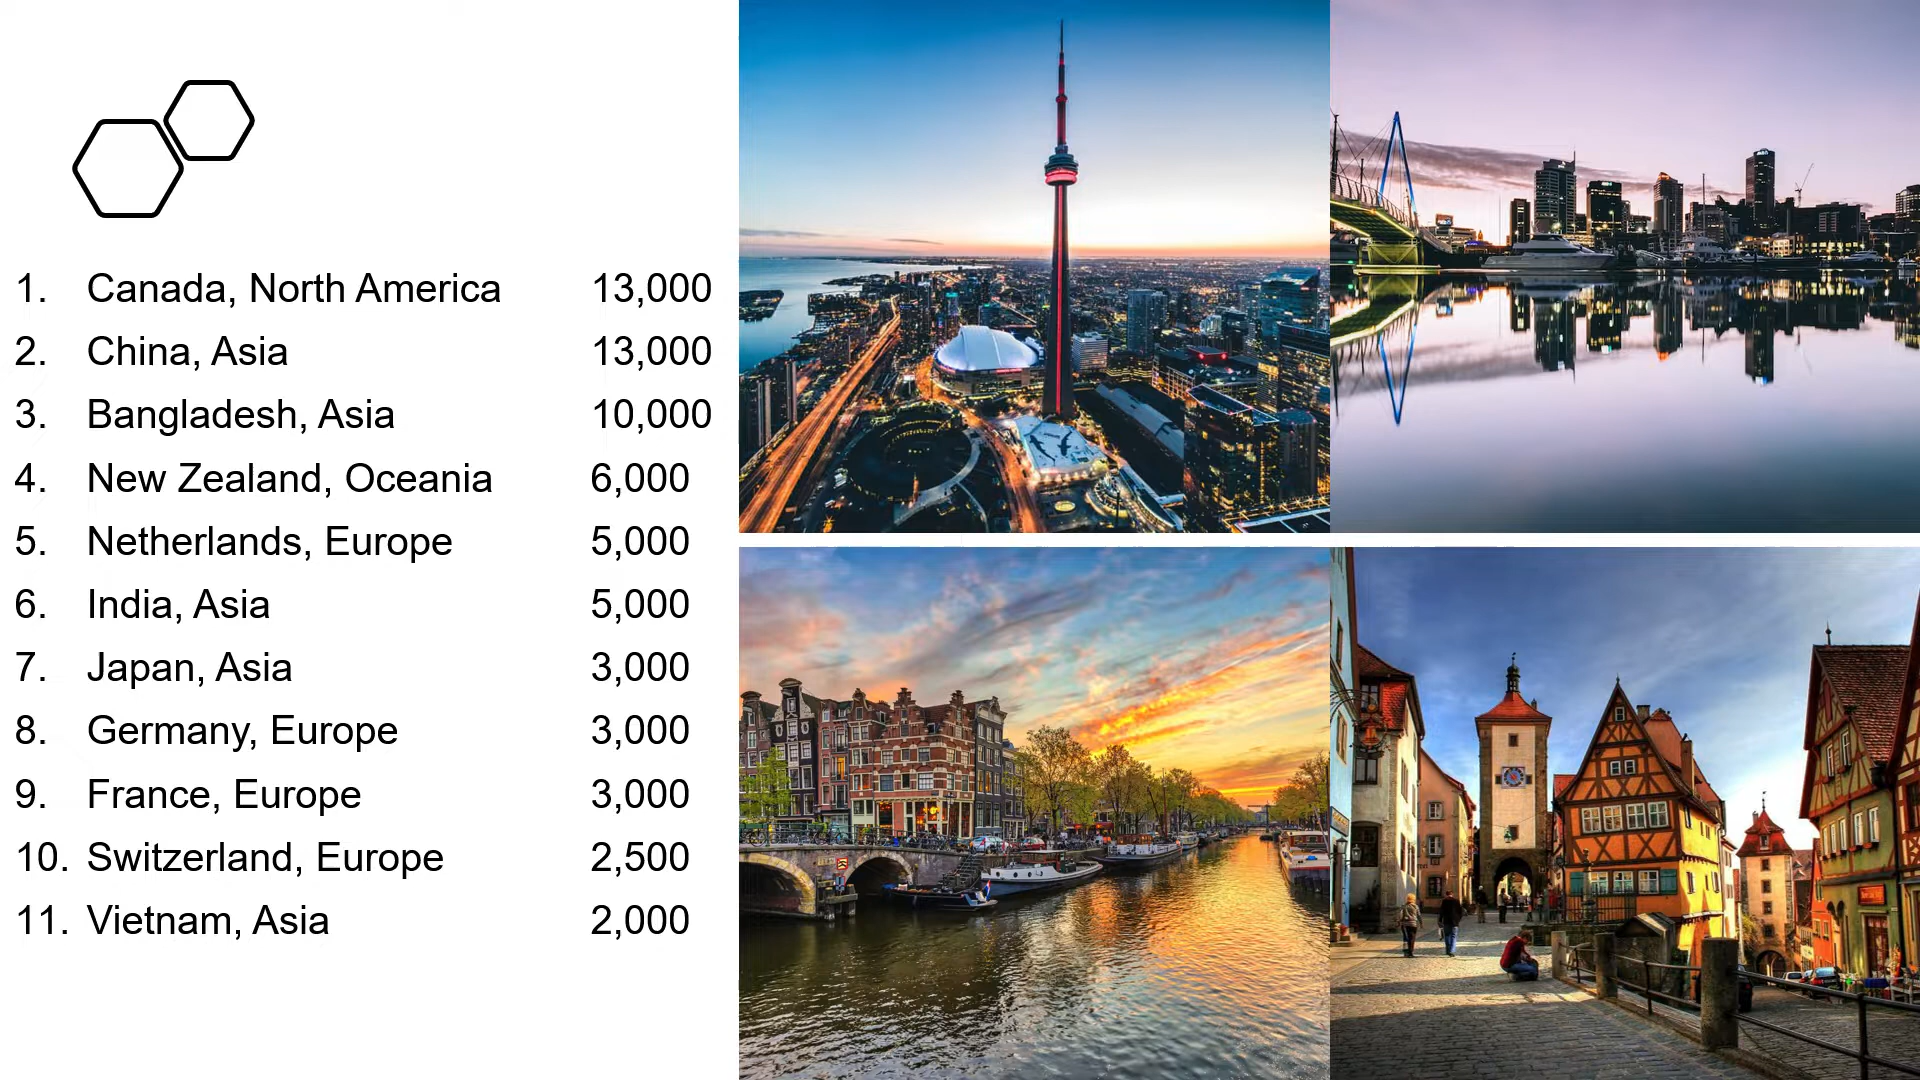 1. Canada, North America 13,000
2. China, Asia 13,000
3. Bangladesh, Asia 10,000
4. New Zealand, Oceania 6,000
5. Netherlands, Europe 5,000
6. India, Asia 5,000
7. Japan, Asia 3,000
8. Germany, Europe 3,000
9. France, Europe 3,000
10. Switzerland, Europe 2,500
11. Vietnam, Asia 2,000